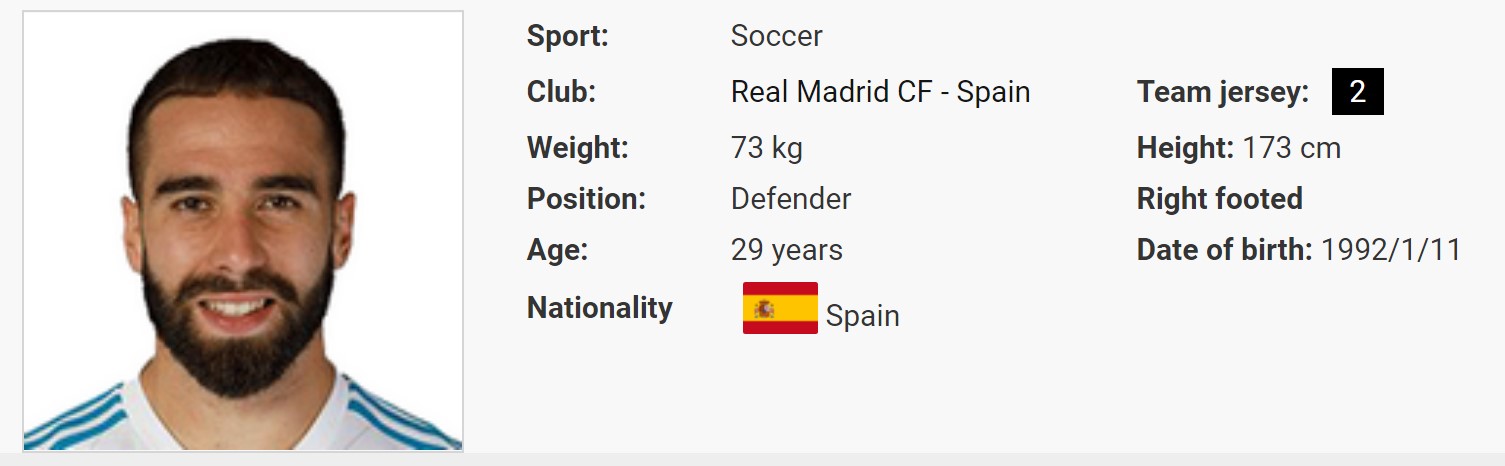 Sport: Soccer
Club: Real Madrid CF - Spain Team jersey: 2
Weight: 73 kg Height: 173 cm
Position: Defender Right footed
Age: 29 years Date of birth: 1992/1/11
Nationality Spain